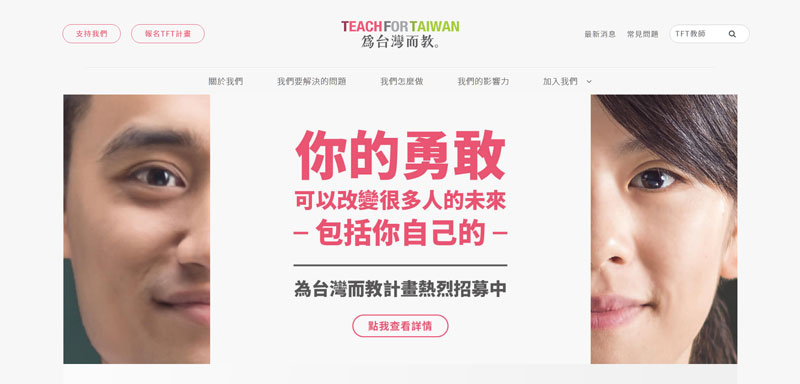 支持我們
報名TFT計畫
TEACH FOR TAIWAN
為台灣而教。
最新消息
常見問題
TFT教師
關於我們
我們要解決的問題
我們怎麼做
我們的影響力
加入我們
你的勇敢
可以改變很多人的未來
– 包括你自己的 –
為台灣而教計畫熱烈招募中
點我查看詳情